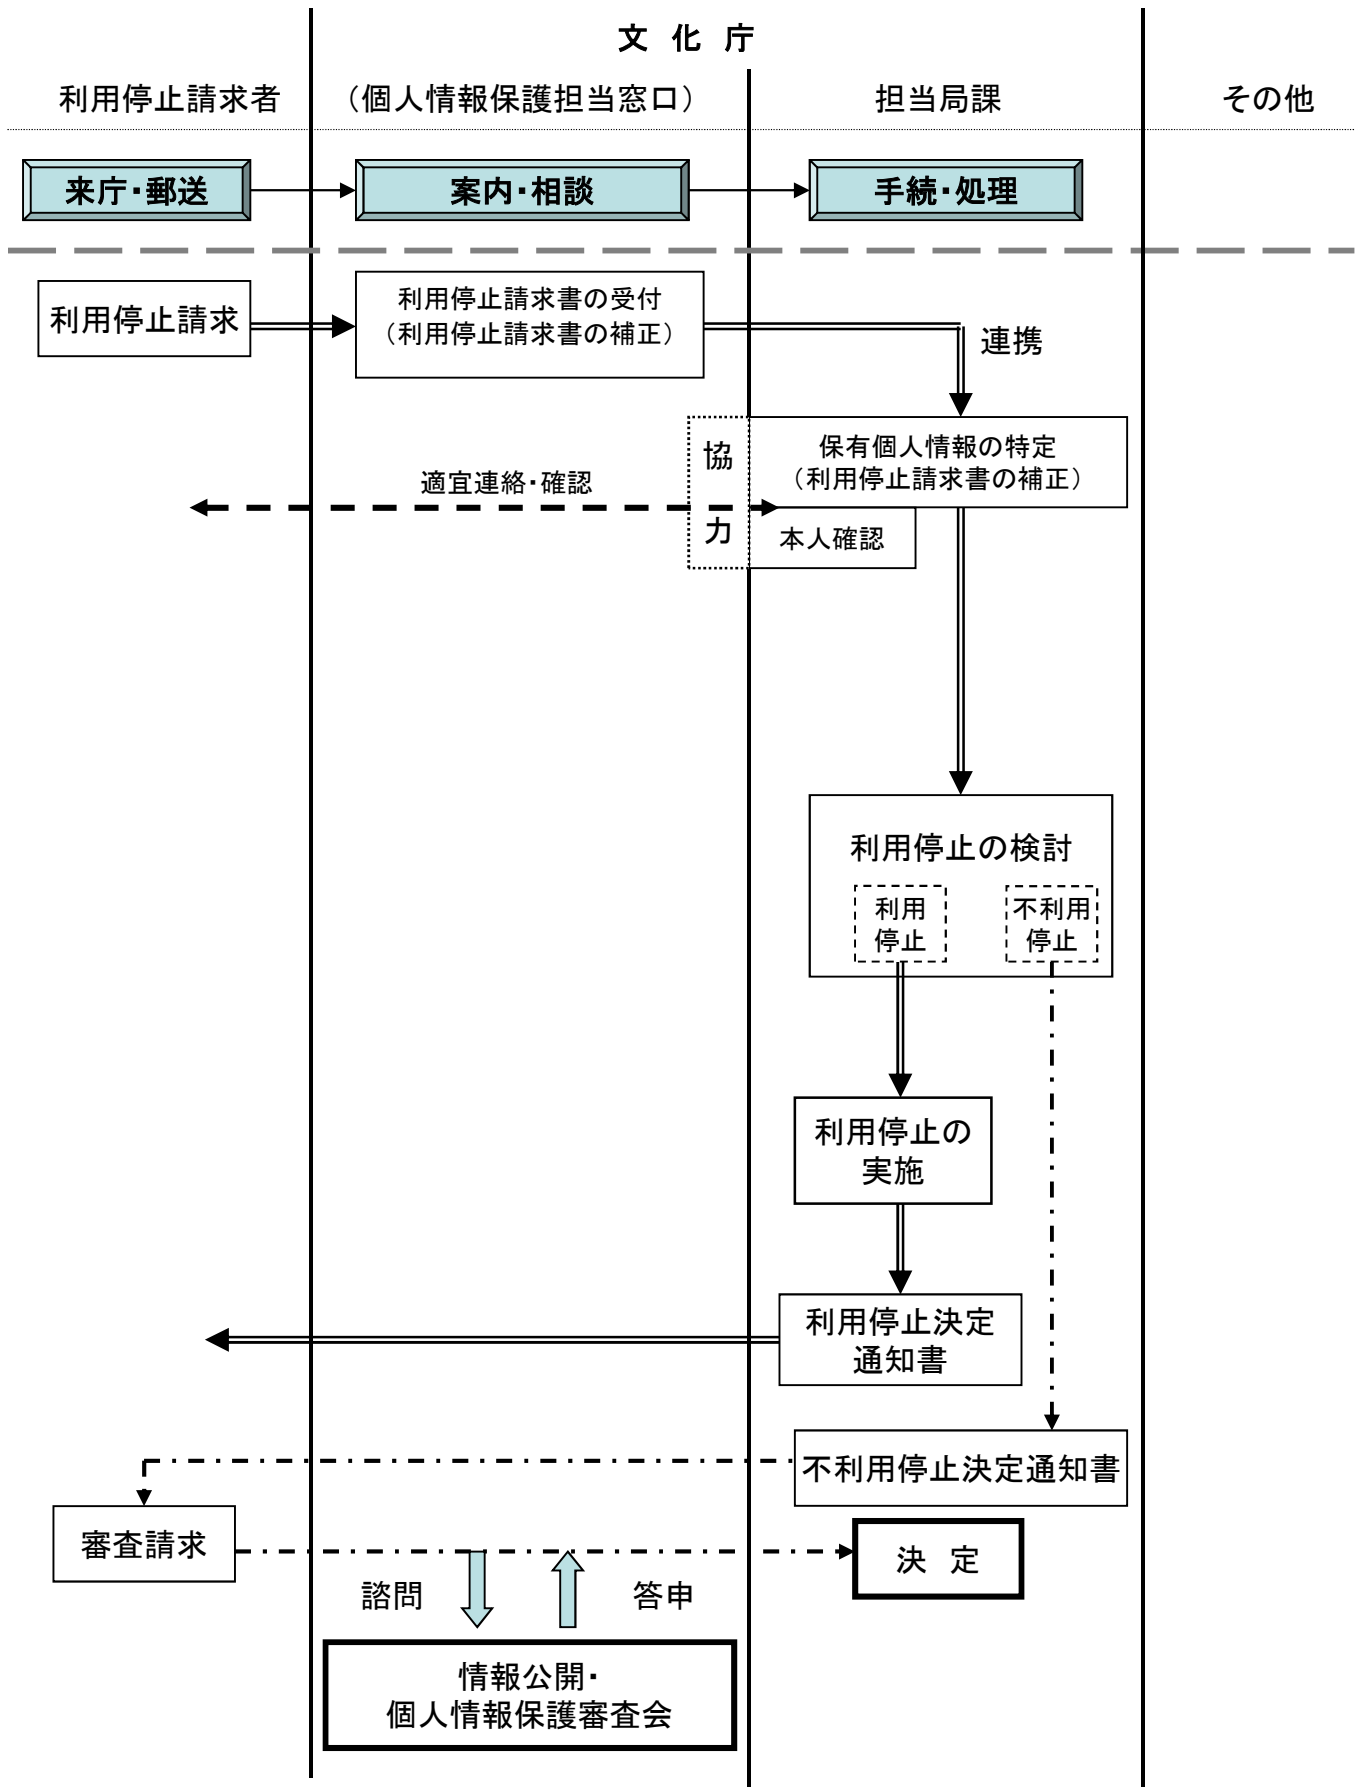 文 化 庁
利用停止請求者
（個人情報保護担当窓口）
担当局課
その他
来庁・郵送
案内・相談
手続・処理
利用停止請求
利用停止請求書の受付
（利用停止請求書の補正）
連携
協
力
保有個人情報の特定
（利用停止請求書の補正）
適宜連絡・確認
本人確認
利用停止の検討
利用
停止
不利用
停止
利用停止の
実施
利用停止決定
通知書
不利用停止決定通知書
審査請求
決 定
諮問
答申
情報公開・
個人情報保護審査会